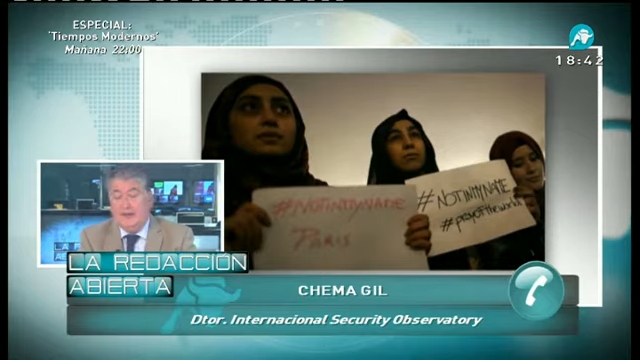 ESPECIAL:
'Tiempos Modernos'
Mañana 22:00
18:42
#NOTINMYNAME
PARIS
#NOTINMYNAME
#prayoftheworld
LA REDACCIÓN
ABIERTA
CHEMA GIL
Dtor. Internacional Security Observatory